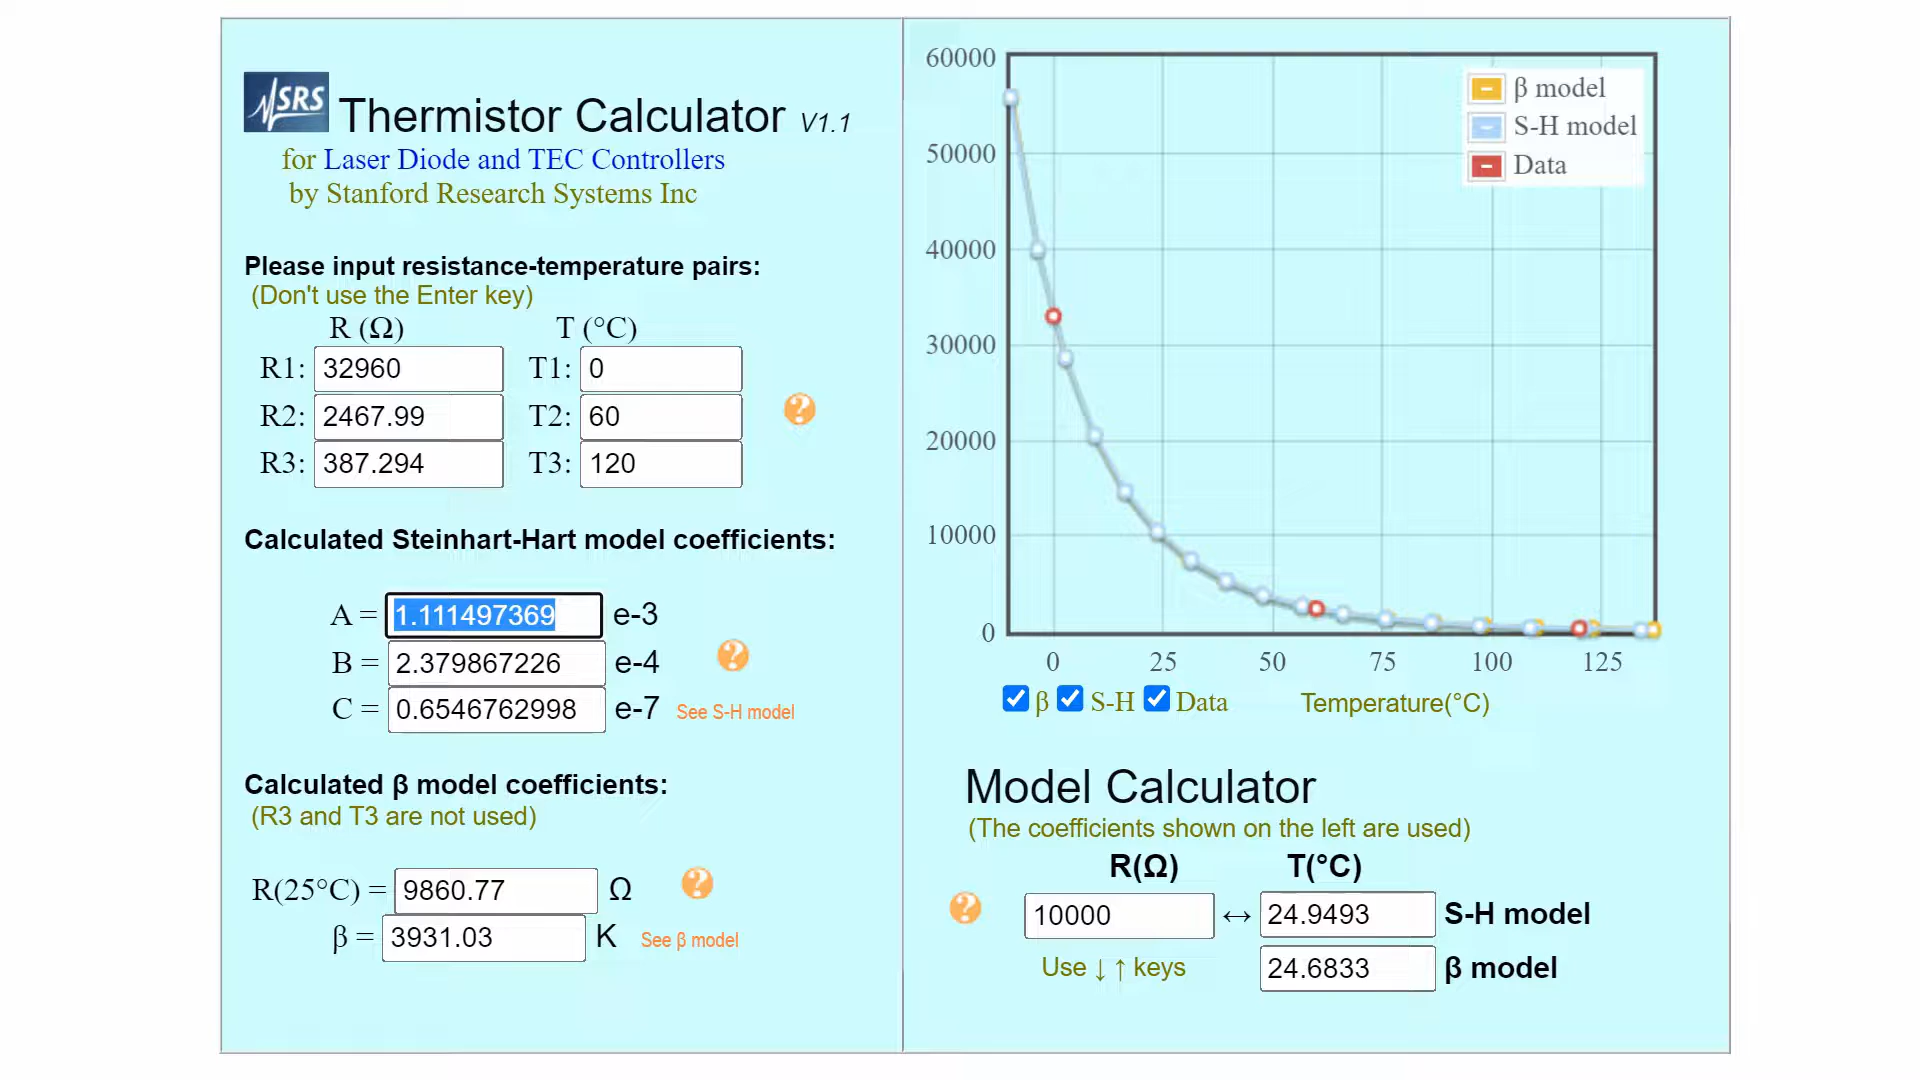 SRS Thermistor Calculator V1.1
for Laser Diode and TEC Controllers
by Stanford Research Systems Inc
Please input resistance-temperature pairs:
(Don't use the Enter key)
R (Ω) T (°C)
R1: 32960 T1: 0
R2: 2467.99 T2: 60 ?
R3: 387.294 T3: 120
Calculated Steinhart-Hart model coefficients:
A = 1.111497369 e-3
B = 2.379867226 e-4 ?
C = 0.6546762998 e-7 See S-H model
Calculated β model coefficients:
(R3 and T3 are not used)
R(25°C) = 9860.77 Ω ?
β = 3931.03 K See β model
60000
50000
40000
30000
20000
10000
0
β model
S-H model
Data
0 25 50 75 100 125
β S-H Data Temperature(°C)
Model Calculator
(The coefficients shown on the left are used)
R(Ω) T(°C)
? 10000 ↔ 24.9493 S-H model
Use ↓ ↑ keys 24.6833 β model